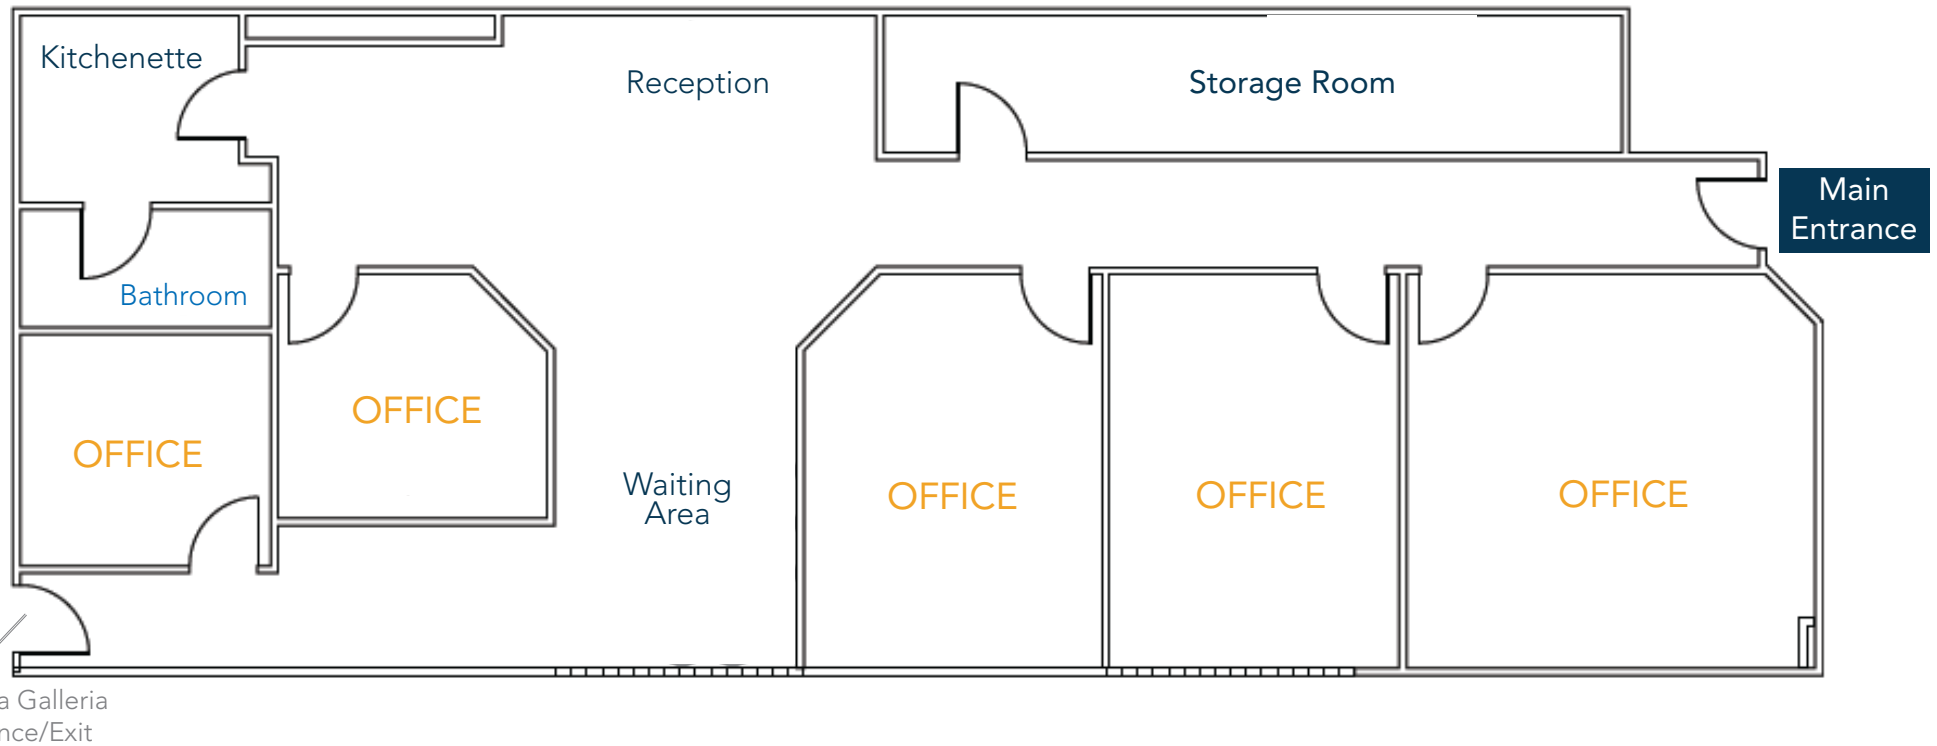 Kitchenette
Reception
Storage Room
Main
Entrance
Bathroom
OFFICE
OFFICE
Waiting
Area
OFFICE
OFFICE
OFFICE
a Galleria
nce/Exit